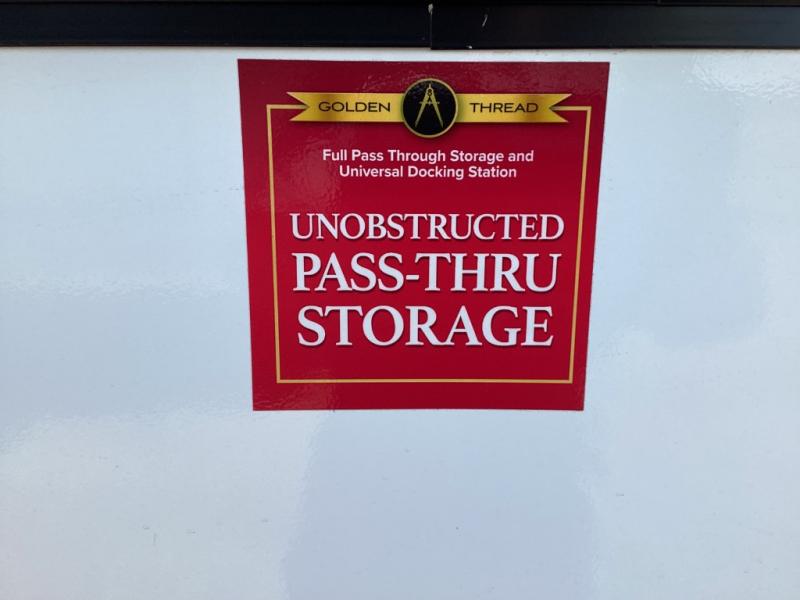 GOLDEN THREAD
Full Pass Through Storage and
Universal Docking Station
UNOBSTRUCTED
PASS-THRU
STORAGE